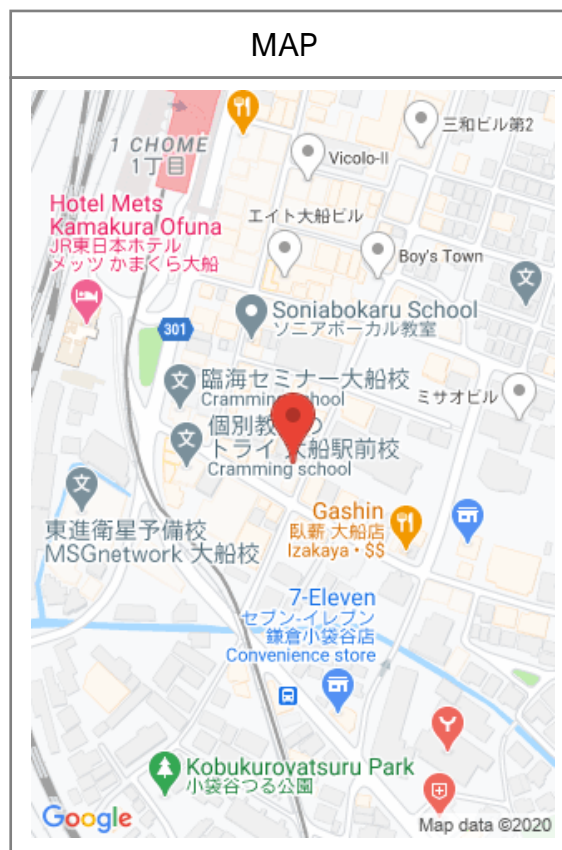 MAP
三和ビル第2
1 CHOME
1丁目
Vicolo-II
Hotel Mets
Kamakura Ofuna
JR東日本ホテル
メッツ かまくら大船
エイト大船ビル
Boy's Town
文
Soniabokaru School
ソニアボーカル教室
301
文
臨海セミナー大船校
Cramming school
ミサオビル
文
個別教 の
トライ 大船駅前校
Cramming school
文
東進衛星予備校
MSGnetwork 大船校
Gashin
臥薪 大船店
Izakaya・$$
7-Eleven
セブン-イレブン
鎌倉小袋谷店
Convenience store
Kobukuroyatsuru Park
小袋谷つる公園
Google
Map data ©2020